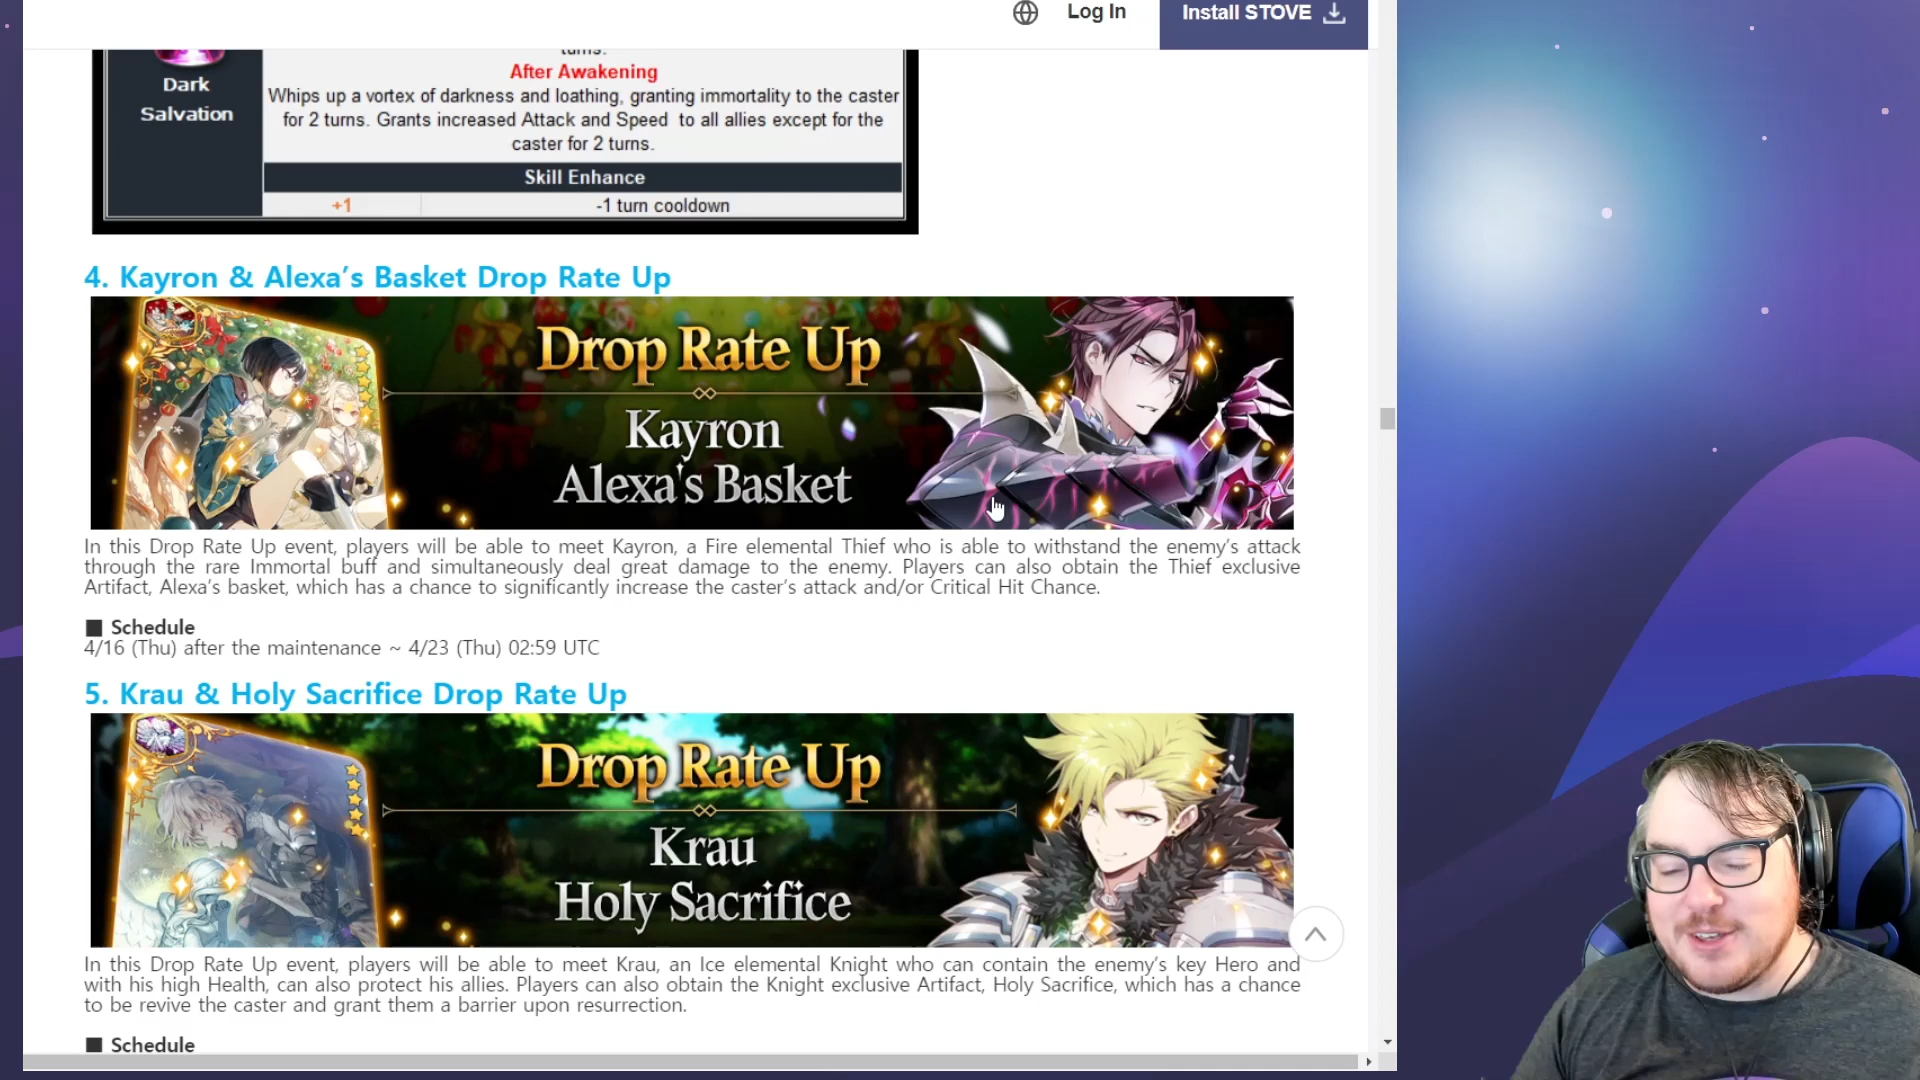 Log In
Install STOVE
turns.
Dark
Salvation
After Awakening
Whips up a vortex of darkness and loathing, granting immortality to the caster
for 2 turns. Grants increased Attack and Speed to all allies except for the
caster for 2 turns.
Skill Enhance
+1
-1 turn cooldown
4. Kayron & Alexa’s Basket Drop Rate Up
Drop Rate Up
Kayron
Alexa's Basket
In this Drop Rate Up event, players will be able to meet Kayron, a Fire elemental Thief who is able to withstand the enemy’s attack
through the rare Immortal buff and simultaneously deal great damage to the enemy. Players can also obtain the Thief exclusive
Artifact, Alexa’s basket, which has a chance to significantly increase the caster’s attack and/or Critical Hit Chance.
■ Schedule
4/16 (Thu) after the maintenance ~ 4/23 (Thu) 02:59 UTC
5. Krau & Holy Sacrifice Drop Rate Up
Drop Rate Up
Krau
Holy Sacrifice
In this Drop Rate Up event, players will be able to meet Krau, an Ice elemental Knight who can contain the enemy’s key Hero and
with his high Health, can also protect his allies. Players can also obtain the Knight exclusive Artifact, Holy Sacrifice, which has a chance
to be revive the caster and grant them a barrier upon resurrection.
■ Schedule